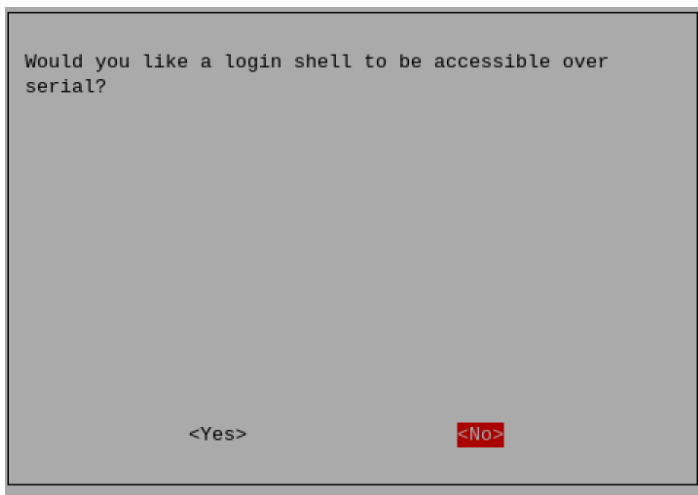 Would you like a login shell to be accessible over
serial?
<Yes> <No>